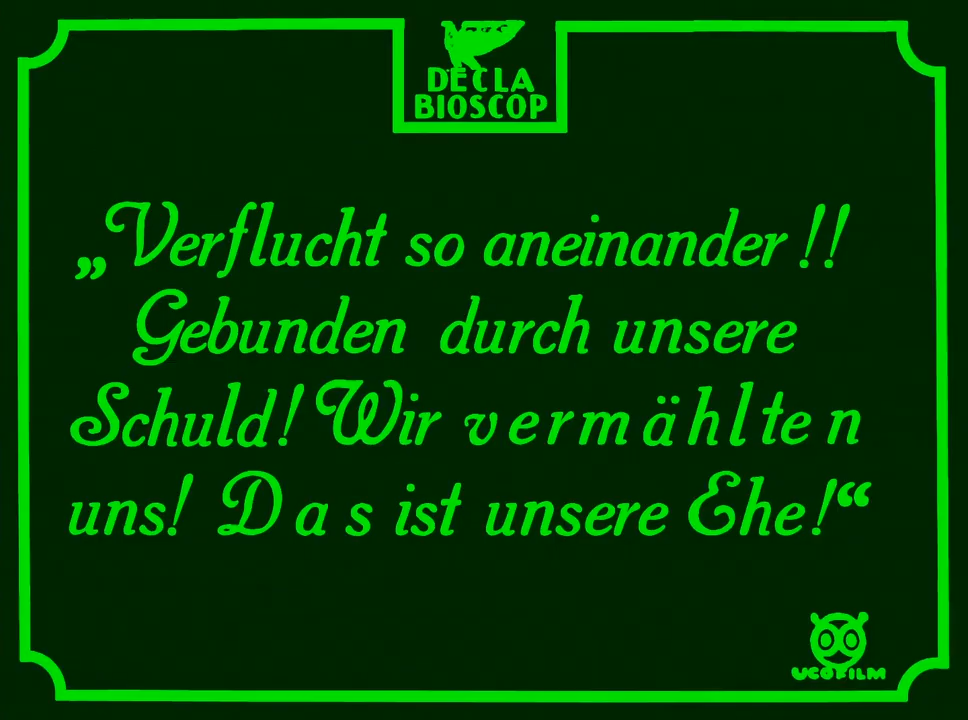 DECLA
BIOSCOP
„Verflucht so aneinander!!
Gebunden durch unsere
Schuld! Wir vermählten
uns! Das ist unsere Ehe!“
UCOFILM